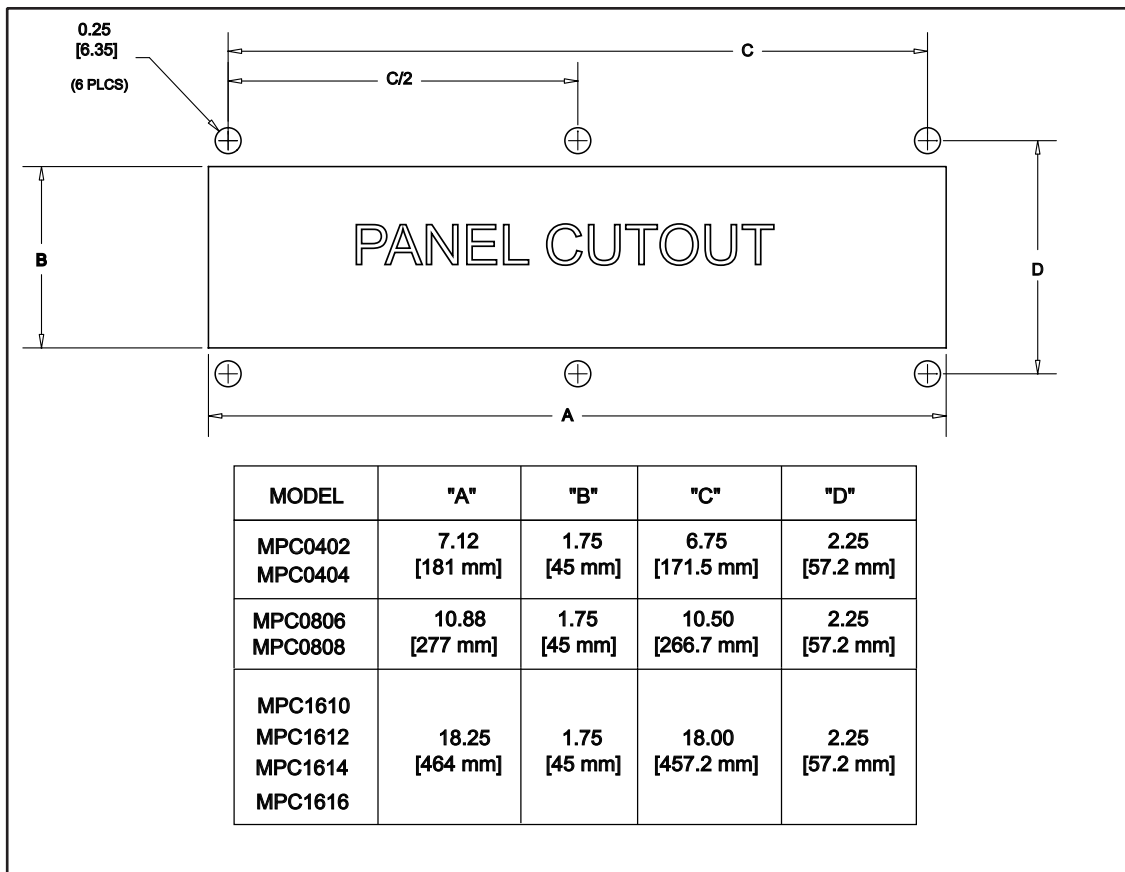 0.25
[6.35]
(6 PLCS)
C
C/2
B
PANEL CUTOUT
D
A
MODEL "A" "B" "C" "D"
MPC0402
MPC0404
7.12 1.75 6.75 2.25
[181 mm] [45 mm] [171.5 mm] [57.2 mm]
MPC0806
MPC0808
10.88 1.75 10.50 2.25
[277 mm] [45 mm] [266.7 mm] [57.2 mm]
MPC1610
MPC1612
MPC1614
MPC1616
18.25 1.75 18.00 2.25
[464 mm] [45 mm] [457.2 mm] [57.2 mm]